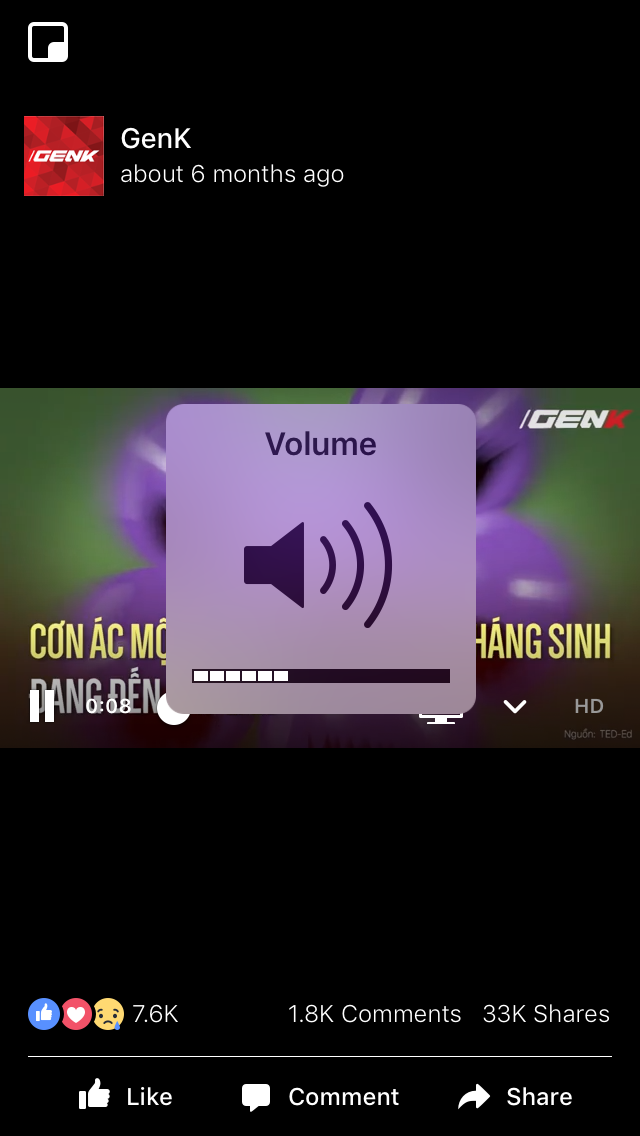 /GENK
GenK
about 6 months ago
/GENK
Volume
CƠN ÁC MỘ
HÁNG SINH
ĐANG ĐẾN
0:08
HD
Nguồn: TED-Ed
7.6K
1.8K Comments
33K Shares
Like
Comment
Share